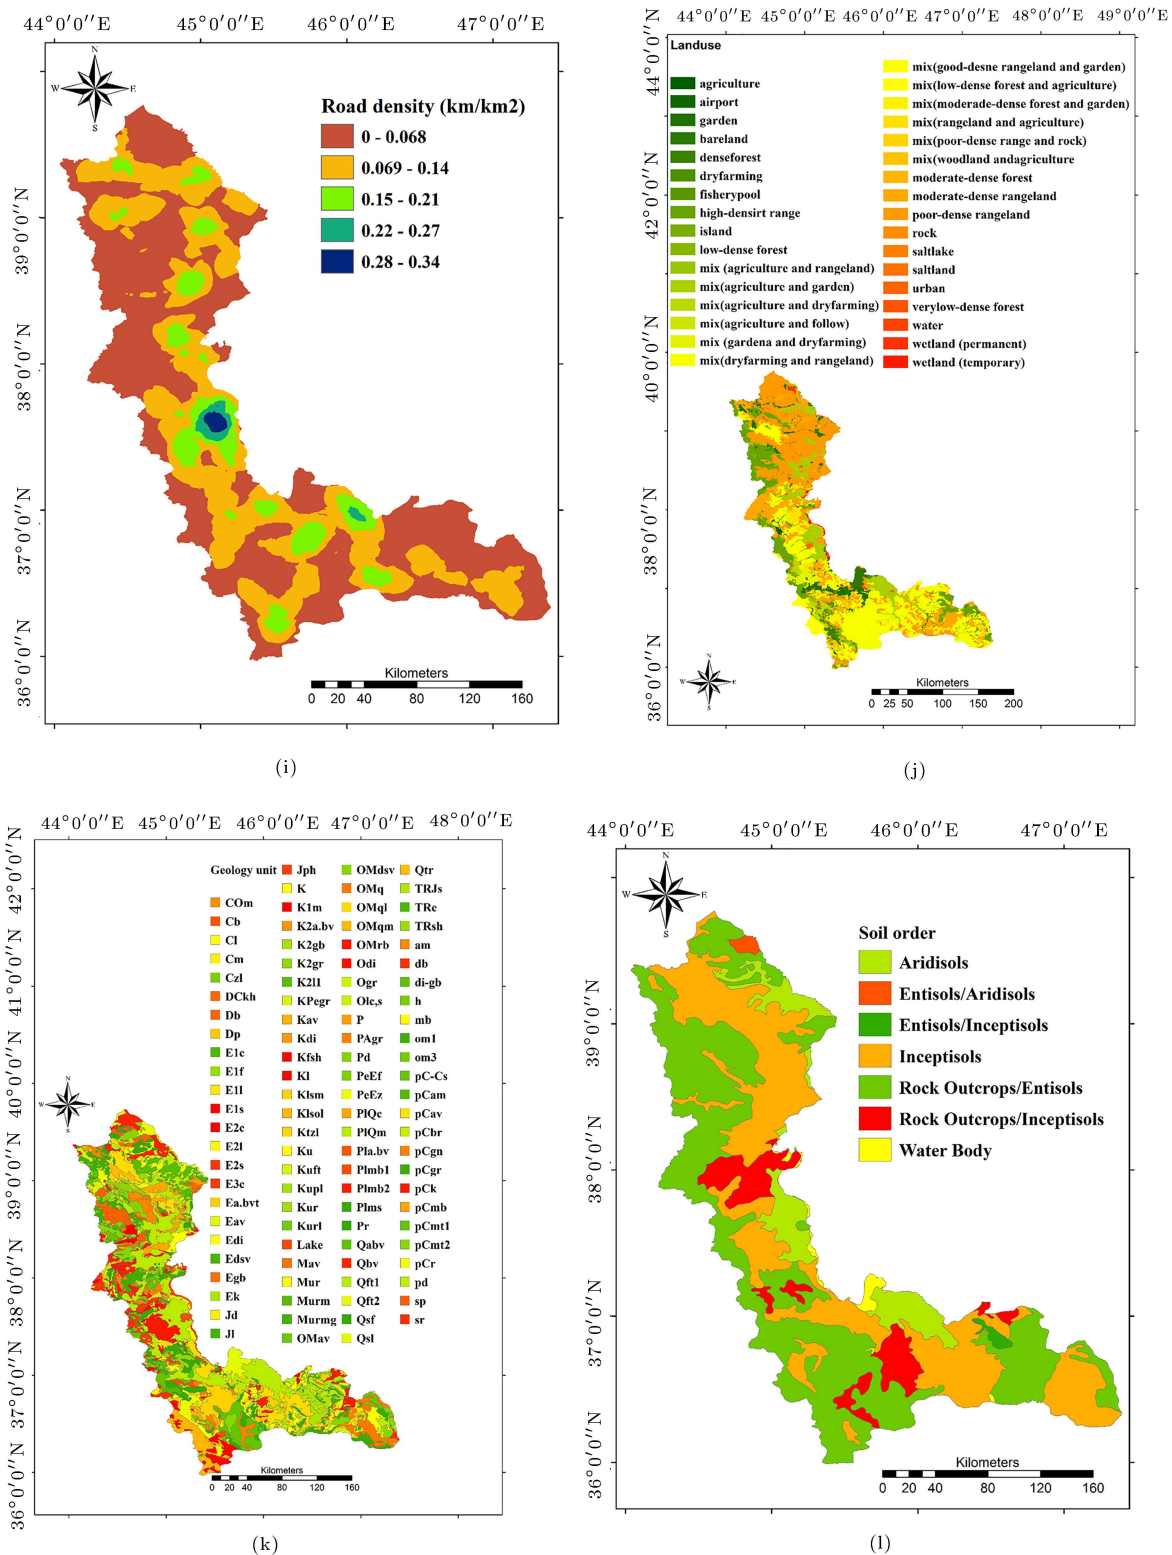 44°0'0"E 45°0'0"E 46°0'0"E 47°0'0"E
39°0'0"N
38°0'0"N
37°0'0"N
36°0'0"N
N
W E
S
Road density (km/km2)
0 - 0.068
0.069 - 0.14
0.15 - 0.21
0.22 - 0.27
0.28 - 0.34
Kilometers
0 20 40 80 120 160
(i)
44°0'0"E 45°0'0"E 46°0'0"E 47°0'0"E 48°0'0"E 49°0'0"E
44°0'0"N
42°0'0"N
40°0'0"N
38°0'0"N
36°0'0"N
Landuse
agriculture
airport
garden
bareland
denseforest
dryfarming
fisherypool
high-densirt range
island
low-dense forest
mix (agriculture and rangeland)
mix(agriculture and garden)
mix(agriculture and dryfarming)
mix(agriculture and follow)
mix (gardena and dryfarming)
mix(dryfarming and rangeland)
mix(good-desne rangeland and garden)
mix(low-dense forest and agriculture)
mix(moderade-dense forest and garden)
mix(rangeland and agriculture)
mix(poor-dense range and rock)
mix(woodland andagriculture
moderate-dense forest
moderate-dense rangeland
poor-dense rangeland
rock
saltlake
saltland
urban
verylow-dense forest
water
wetland (permanent)
wetland (temporary)
N
W E
S
Kilometers
0 25 50 100 150 200
(j)
44°0'0"E 45°0'0"E 46°0'0"E 47°0'0"E 48°0'0"E
42°0'0"N
41°0'0"N
40°0'0"N
39°0'0"N
38°0'0"N
37°0'0"N
36°0'0"N
N
W E
S
Geology unit
COm
Cb
Cl
Cm
Czl
DCkh
Db
Dp
E1c
E1f
E1l
E1s
E2c
E2l
E2s
E3c
Ea.bvt
Eav
Edi
Edsv
Egb
Ek
Jd
Jl
Jph
K
K1m
K2a.bv
K2gb
K2gr
K2l1
KPegr
Kav
Kdi
Kfsh
Kl
Klsm
Klsol
Ktzl
Ku
Kuft
Kupl
Kur
Kurl
Lake
Mav
Mur
Murm
Murmg
OMav
OMdsv
OMq
OMql
OMqm
OMrb
Odi
Ogr
Olc,s
P
PAgr
Pd
PeEf
PeEz
PlQc
PlQm
Pla.bv
Plmb1
Plmb2
Plms
Pr
Qabv
Qbv
Qft1
Qft2
Qsf
Qsl
Qtr
TRJs
TRc
TRsh
am
db
di-gb
h
mb
om1
om3
pC-Cs
pCam
pCav
pCbr
pCgn
pCgr
pCk
pCmb
pCmt1
pCmt2
pCr
pd
sp
sr
Kilometers
0 20 40 80 120 160
(k)
44°0'0"E 45°0'0"E 46°0'0"E 47°0'0"E
39°0'0"N
38°0'0"N
37°0'0"N
36°0'0"N
N
W E
S
Soil order
Aridisols
Entisols/Aridisols
Entisols/Inceptisols
Inceptisols
Rock Outcrops/Entisols
Rock Outcrops/Inceptisols
Water Body
Kilometers
0 20 40 80 120 160
(l)